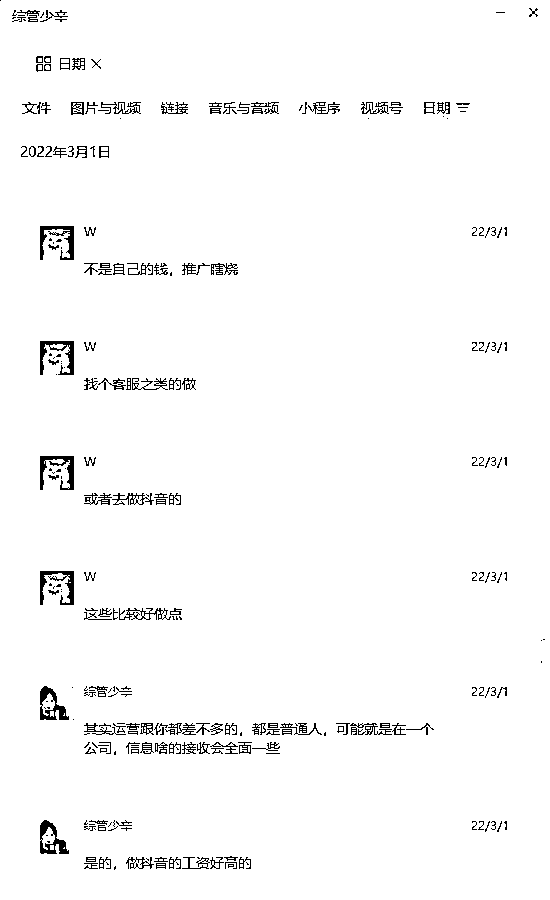 综管少辛
日期
文件 图片与视频 链接 音乐与音频 小程序 视频号 日期
2022年3月1日
W 22/3/1
不是自己的钱，推广瞎烧
W 22/3/1
找个客服之类的做
W 22/3/1
或者去做抖音的
W 22/3/1
这些比较好做点
综管少辛 22/3/1
其实运营跟你都差不多的，都是普通人，可能就是在一个
公司，信息啥的接收会全面一些
综管少辛 22/3/1
是的，做抖音的工资好高的